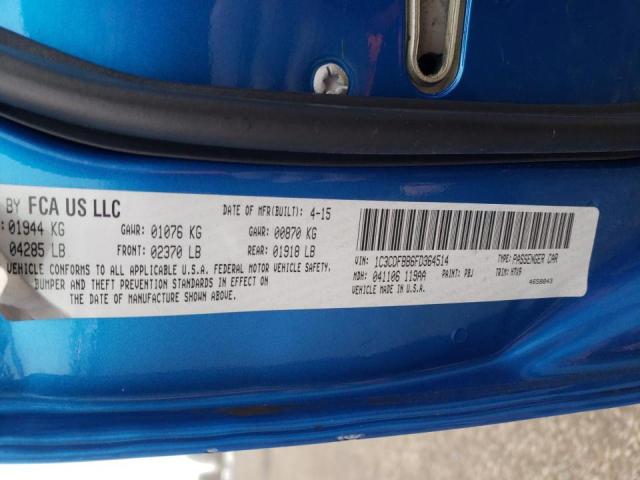 BY FCA US LLC
DATE OF MFR(BUILT): 4-15
01944 KG GAWR: 01076 KG GAWR: 00870 KG
04285 LB FRONT: 02370 LB REAR: 01918 LB
VEHICLE CONFORMS TO ALL APPLICABLE U.S.A. FEDERAL MOTOR VEHICLE SAFETY,
BUMPER AND THEFT PREVENTION STANDARDS IN EFFECT ON
THE DATE OF MANUFACTURE SHOWN ABOVE.
VIN: 1C3CDFBB6FD364514 TYPE: PASSENGER CAR
MDH: 041106 119AA PAINT: PBJ TRIM: H7X9
VEHICLE MADE IN U.S.A. 4658043